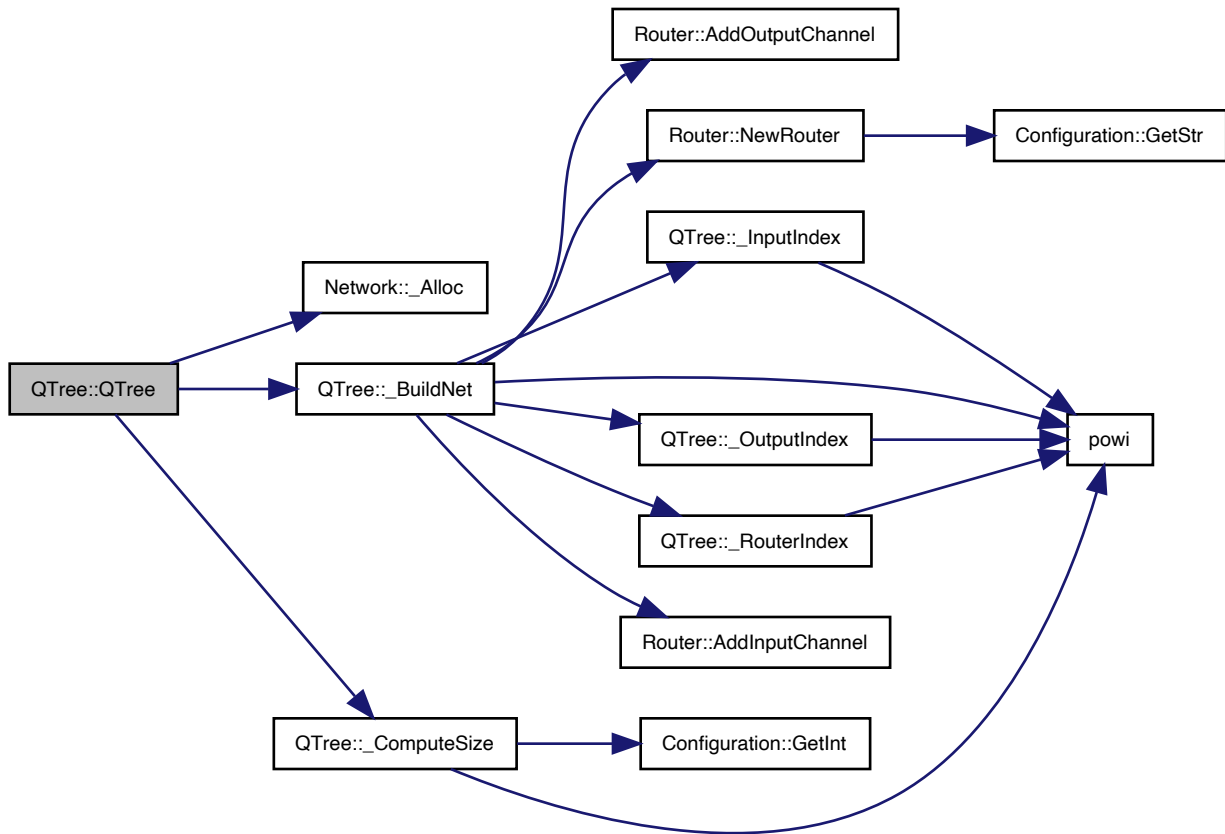 Router::AddOutputChannel
Router::NewRouter
Configuration::GetStr
QTree::_InputIndex
Network::_Alloc
QTree::QTree
QTree::_BuildNet
QTree::_OutputIndex
powi
QTree::_RouterIndex
Router::AddInputChannel
QTree::_ComputeSize
Configuration::GetInt